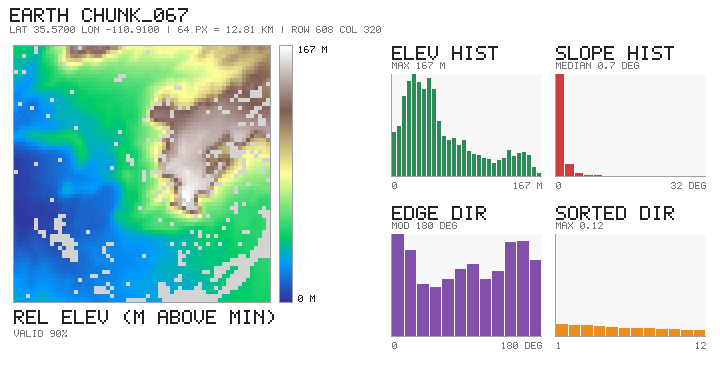 EARTH CHUNK_067
LAT 35.5700 LON -110.9100 | 64 PX = 12.81 KM | ROW 608 COL 320
167 M
0 M
REL ELEV (M ABOVE MIN)
VALID 90%
ELEV HIST
MAX 167 M
0 167 M
SLOPE HIST
MEDIAN 0.7 DEG
0 32 DEG
EDGE DIR
MOD 180 DEG
0 180 DEG
SORTED DIR
MAX 0.12
1 12